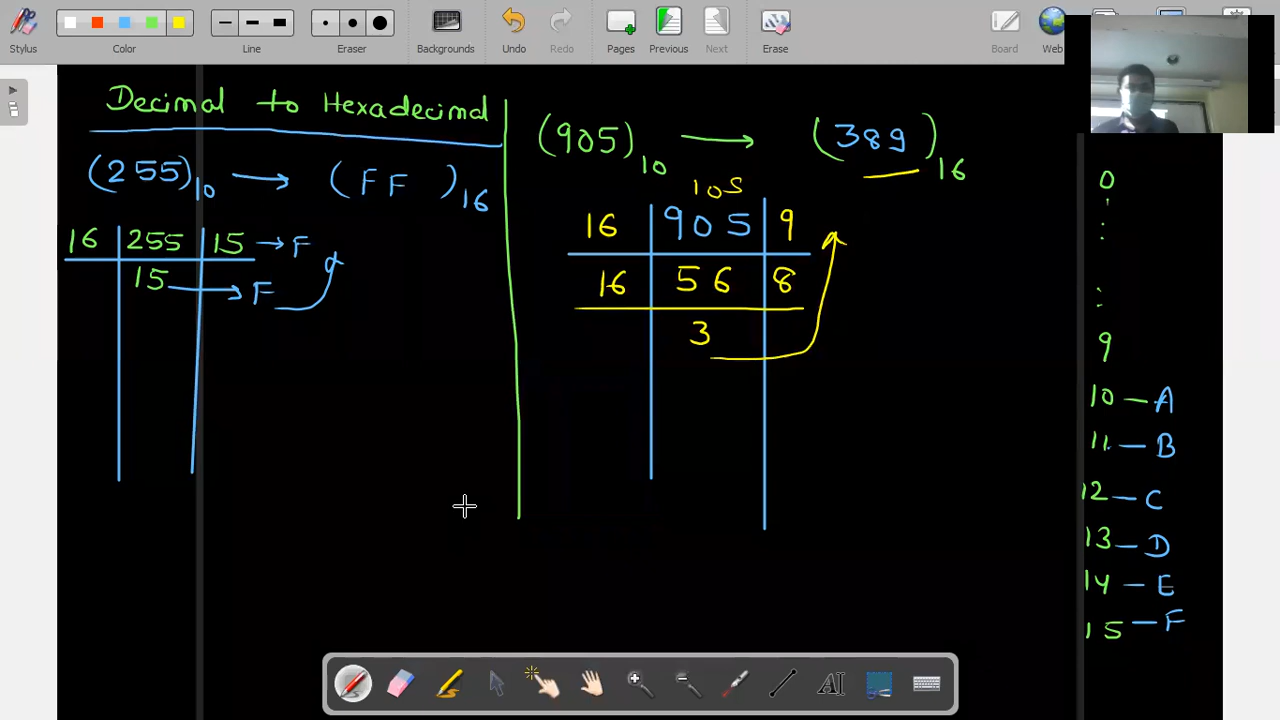 Stylus
Color
Line
Eraser
Backgrounds
Undo
Redo
Pages
Previous
Next
Erase
Board
Web
Decimal to Hexadecimal
(255)10 → (FF)16
16 255 15 → F
15 → F
(905)10 → (389)16
105
16 905 9
16 56 8
3
0
9
10 — A
11 — B
12 — C
13 — D
14 — E
15 — F
AI